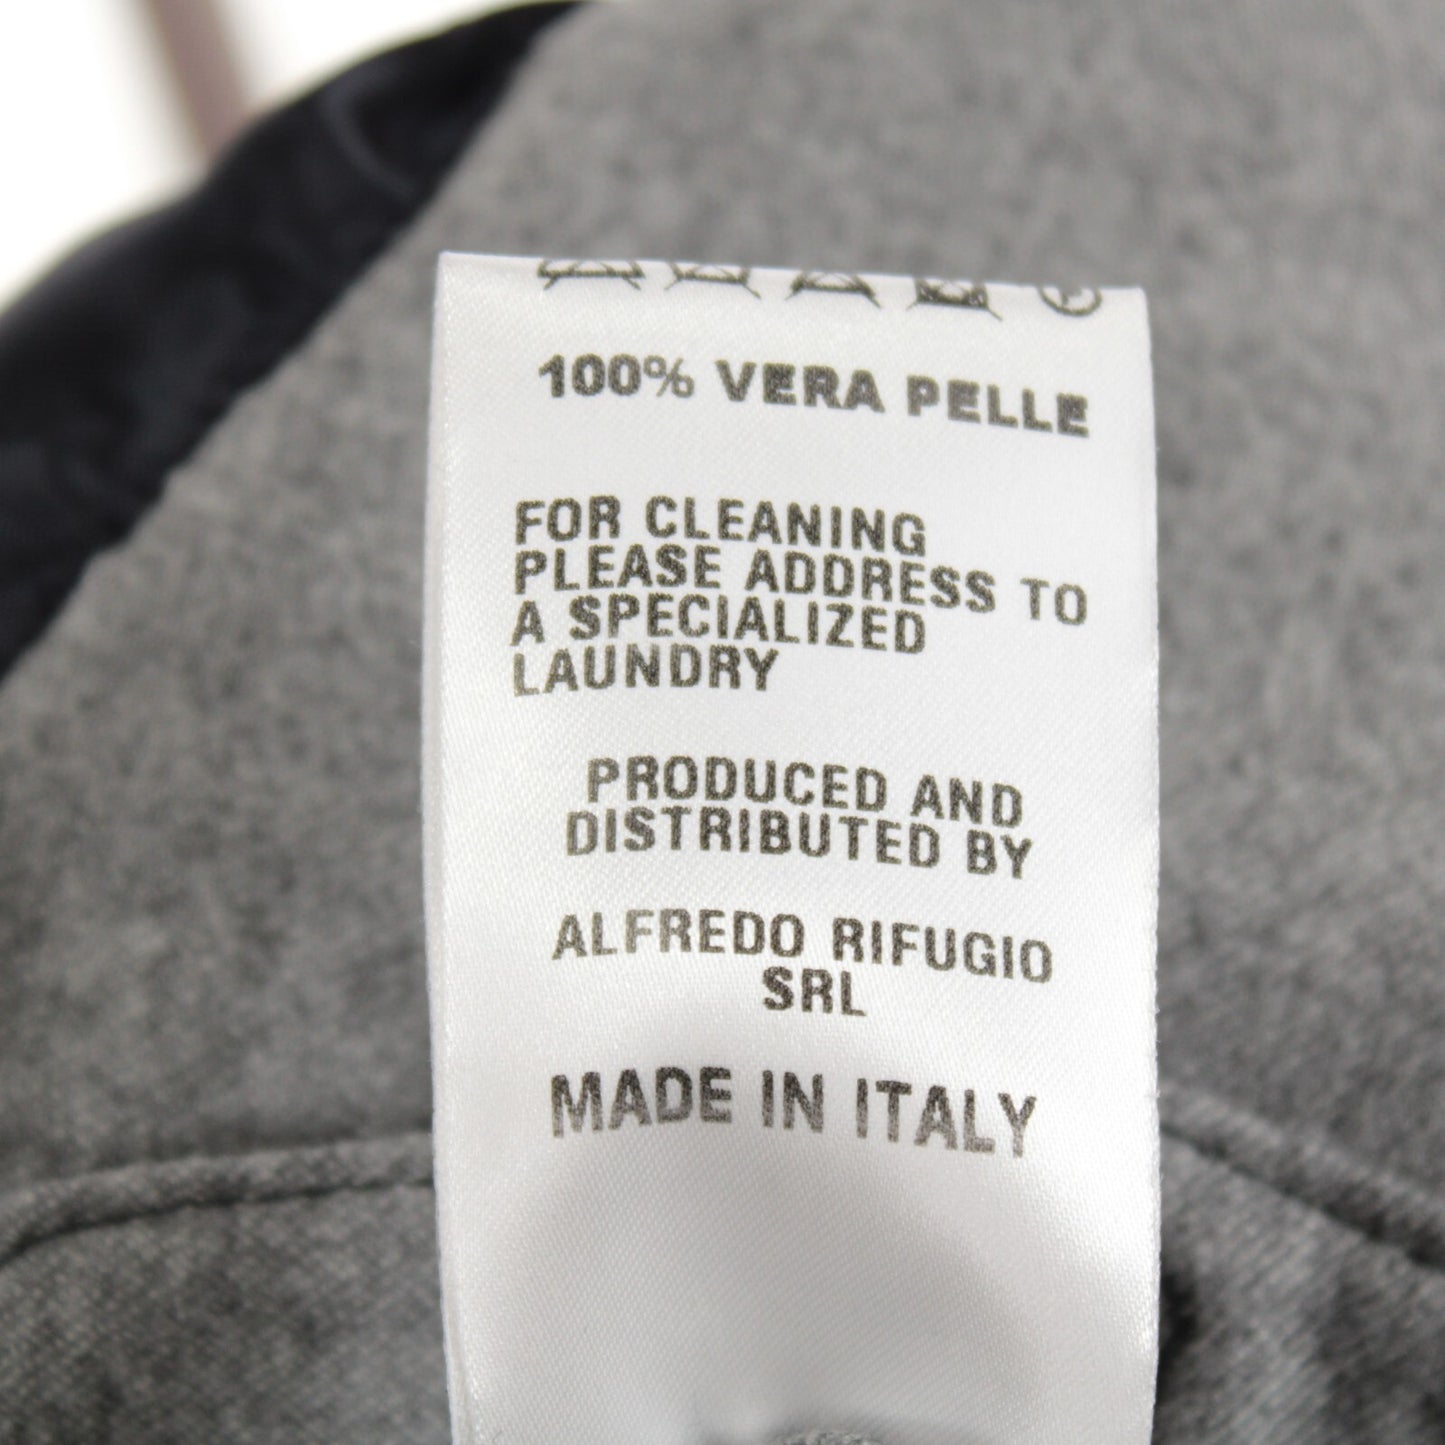 100% VERA PELLE
FOR CLEANING
PLEASE ADDRESS TO
A SPECIALIZED
LAUNDRY
PRODUCED AND
DISTRIBUTED BY
ALFREDO RIFUGIO
SRL
MADE IN ITALY